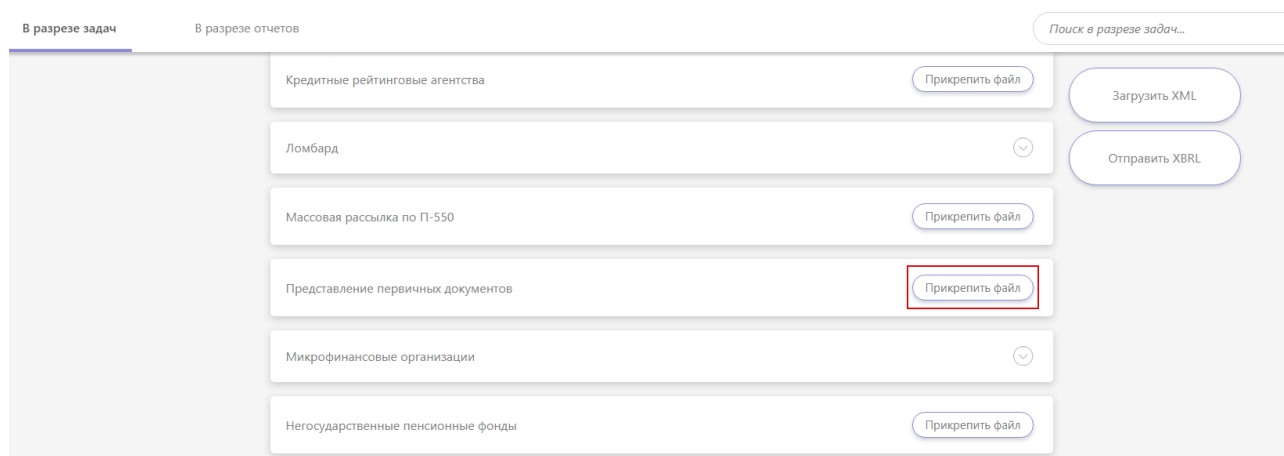 В разрезе задач
В разрезе отчетов
Поиск в разрезе задач...
Кредитные рейтинговые агентства
Прикрепить файл
Загрузить XML
Ломбард
Отправить XBRL
Массовая рассылка по П-550
Прикрепить файл
Представление первичных документов
Прикрепить файл
Микрофинансовые организации
Негосударственные пенсионные фонды
Прикрепить файл